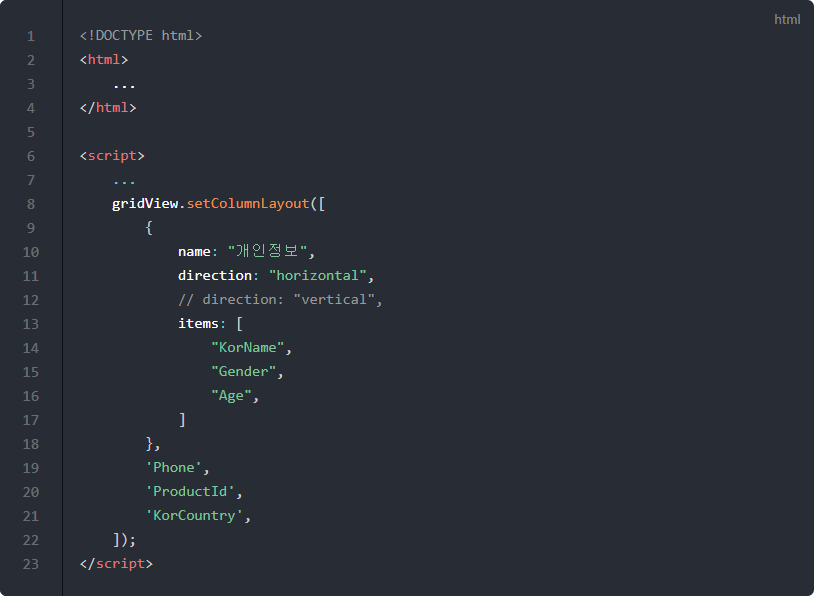 html
1 <!DOCTYPE html>
2 <html>
3     ...
4 </html>
5
6 <script>
7     ...
8     gridView.setColumnLayout([
9         {
10             name: "개인정보",
11             direction: "horizontal",
12             // direction: "vertical",
13             items: [
14                 "KorName",
15                 "Gender",
16                 "Age",
17             ]
18         },
19         'Phone',
20         'ProductId',
21         'KorCountry',
22     ]);
23 </script>